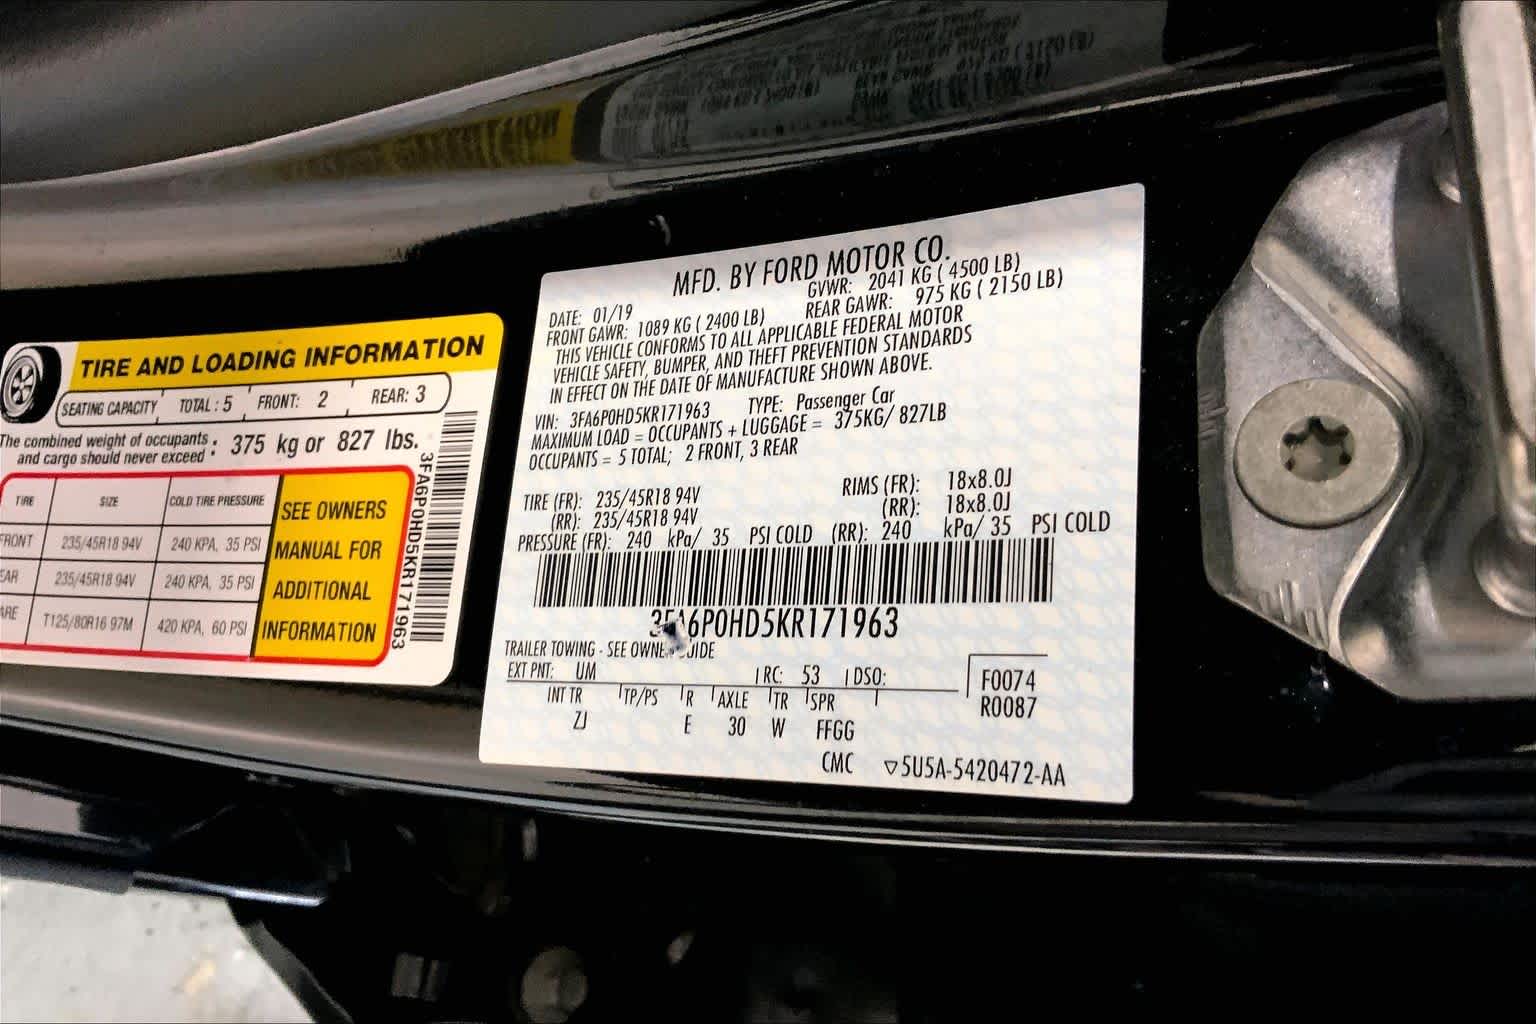 TIRE AND LOADING INFORMATION
SEATING CAPACITY TOTAL : 5 FRONT: 2 REAR: 3
The combined weight of occupants and cargo should never exceed : 375 kg or 827 lbs.
TIRE SIZE COLD TIRE PRESSURE
FRONT 235/45R18 94V 240 KPA, 35 PSI
EAR 235/45R18 94V 240 KPA, 35 PSI
ARE T125/80R16 97M 420 KPA, 60 PSI
SEE OWNERS
MANUAL FOR
ADDITIONAL
INFORMATION
3FA6P0HD5KR171963
MFD. BY FORD MOTOR CO.
DATE: 01/19 GVWR: 2041 KG ( 4500 LB)
FRONT GAWR: 1089 KG ( 2400 LB) REAR GAWR: 975 KG ( 2150 LB)
THIS VEHICLE CONFORMS TO ALL APPLICABLE FEDERAL MOTOR
VEHICLE SAFETY, BUMPER, AND THEFT PREVENTION STANDARDS
IN EFFECT ON THE DATE OF MANUFACTURE SHOWN ABOVE.
VIN: 3FA6P0HD5KR171963 TYPE: Passenger Car
MAXIMUM LOAD = OCCUPANTS + LUGGAGE = 375KG/ 827LB
OCCUPANTS = 5 TOTAL; 2 FRONT, 3 REAR
TIRE (FR): 235/45R18 94V RIMS (FR): 18x8.0J
(RR): 235/45R18 94V (RR): 18x8.0J
PRESSURE (FR): 240 kPa/ 35 PSI COLD (RR): 240 kPa/ 35 PSI COLD
3FA6P0HD5KR171963
TRAILER TOWING - SEE OWNE UIDE
EXT PNT: UM RC: 53 DSO:
INT TR TP/PS R AXLE TR SPR
ZJ E 30 W FFGG
F0074
R0087
CMC ▽5U5A-5420472-AA